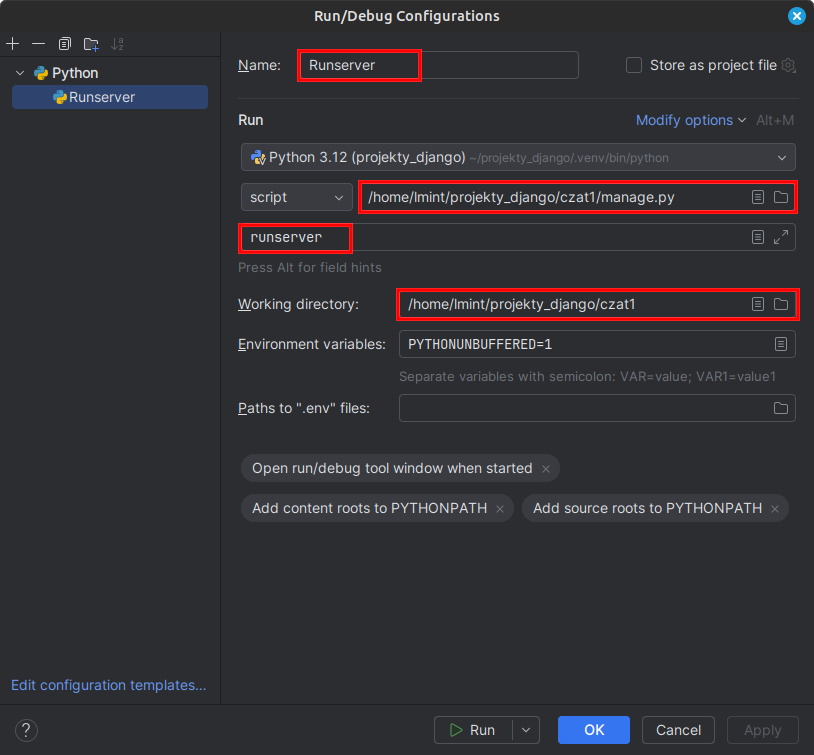 Run/Debug Configurations
Python
Runserver
Name: Runserver Store as project file
Run Modify options Alt+M
Python 3.12 (projekty_django) ~/projekty_django/.venv/bin/python
script /home/lmint/projekty_django/czat1/manage.py
runserver
Press Alt for field hints
Working directory: /home/lmint/projekty_django/czat1
Environment variables: PYTHONUNBUFFERED=1
Separate variables with semicolon: VAR=value; VAR1=value1
Paths to ".env" files:
Open run/debug tool window when started ×
Add content roots to PYTHONPATH × Add source roots to PYTHONPATH ×
Edit configuration templates...
? Run OK Cancel Apply